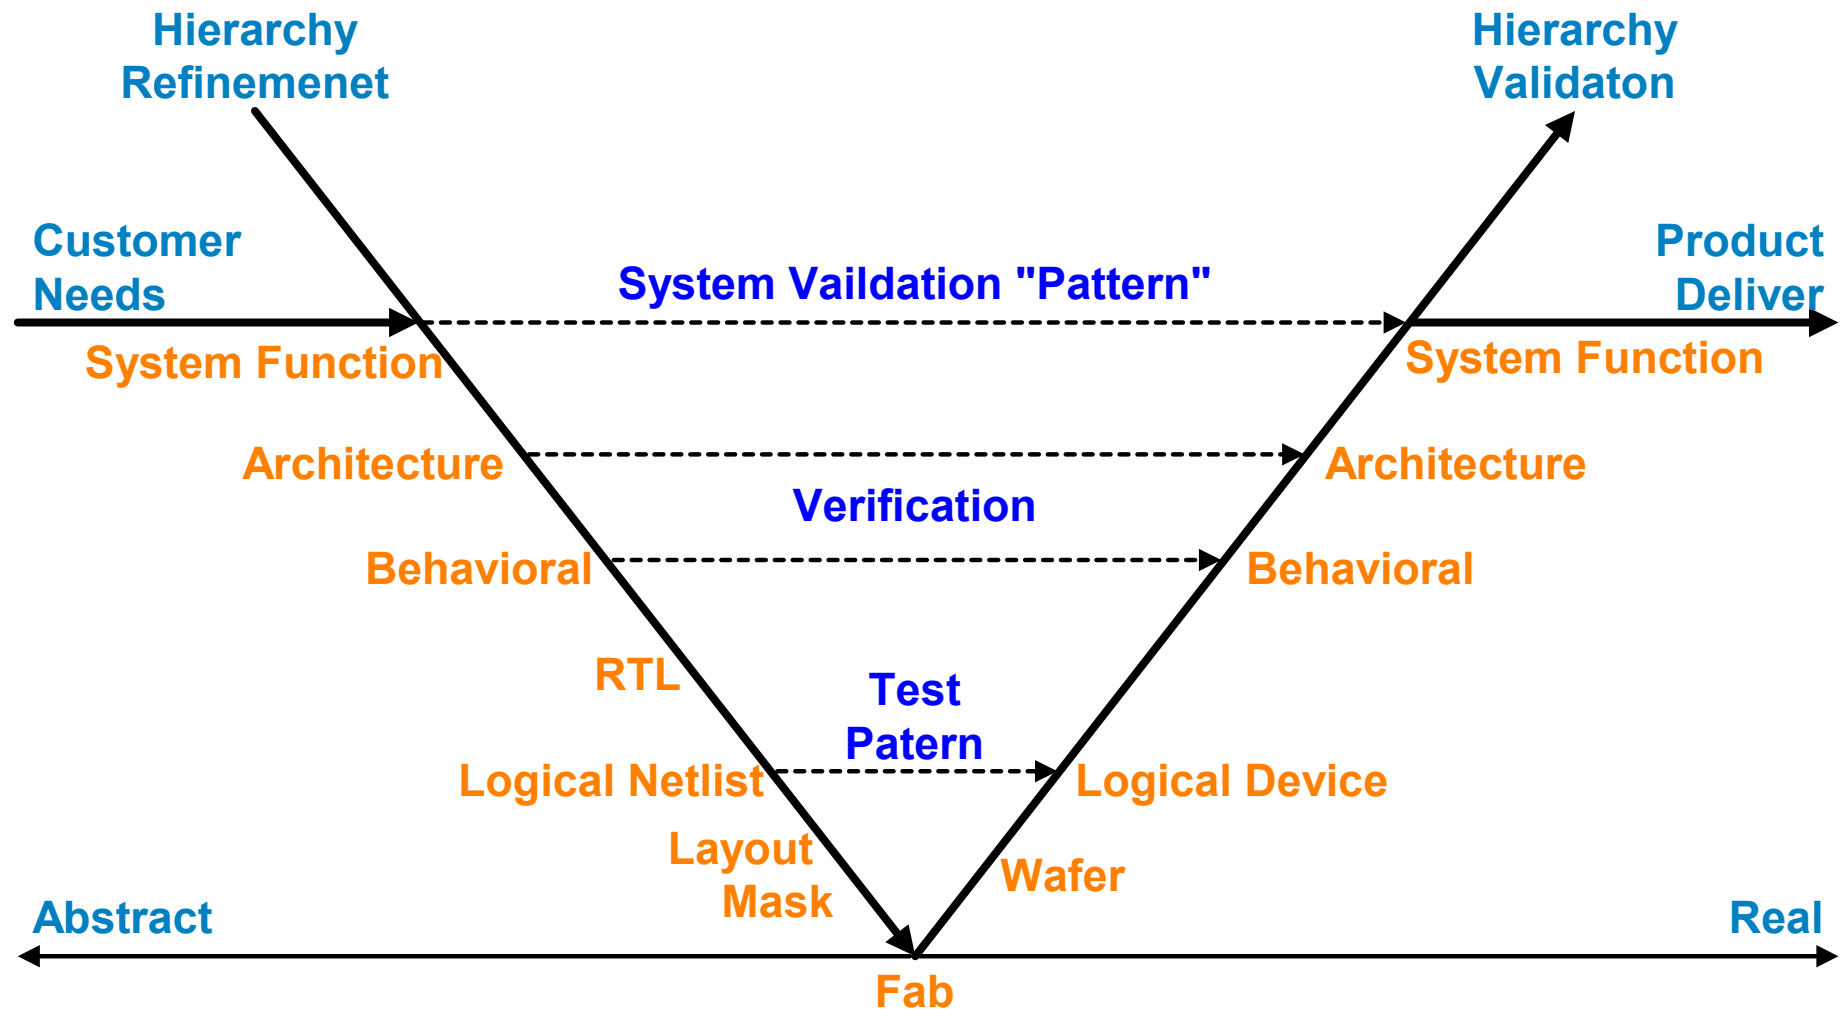 Hierarchy
Refinemenet
Hierarchy
Validaton
Customer
Needs
System Vaildation "Pattern"
Product
Deliver
System Function
System Function
Architecture
Architecture
Verification
Behavioral
Behavioral
RTL
Test
Patern
Logical Netlist
Logical Device
Layout
Mask
Wafer
Abstract
Real
Fab